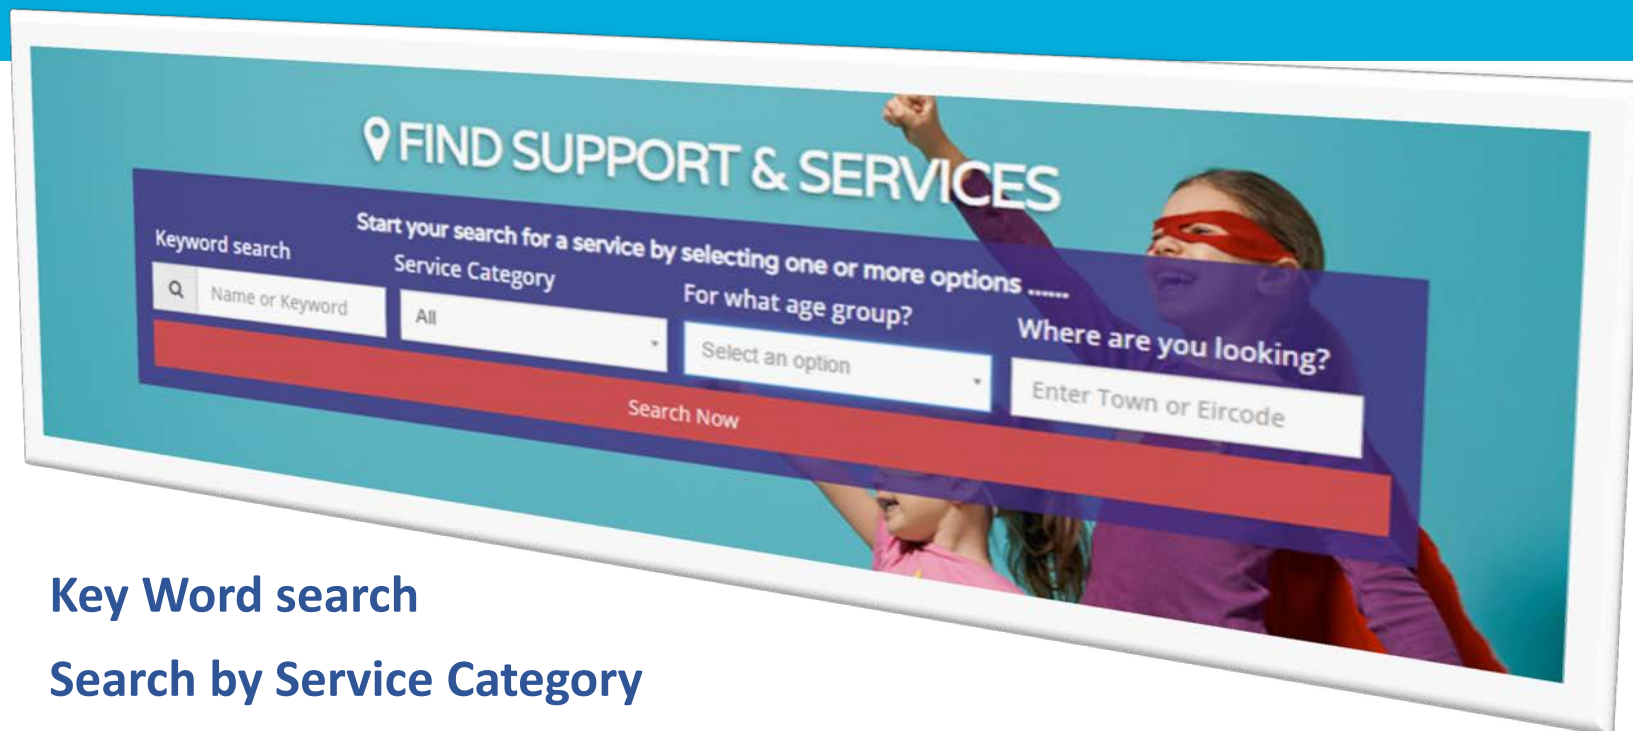 FIND SUPPORT & SERVICES
Start your search for a service by selecting one or more options ......
Keyword search
Service Category
For what age group?
Where are you looking?
Name or Keyword
All
Select an option
Enter Town or Eircode
Search Now
Key Word search
Search by Service Category